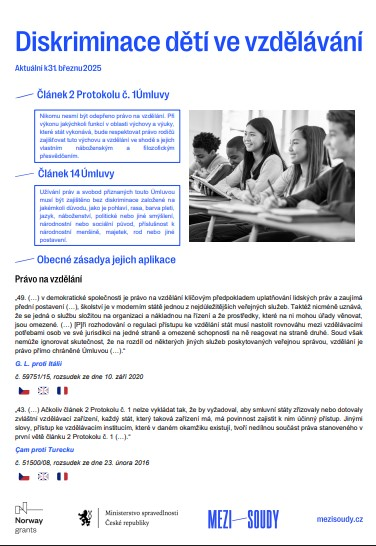 Diskriminace dětí ve vzdělávání
Aktuální k 31. březnu 2025
Článek 2 Protokolu č. 1 Úmluvy
Nikomu nesmí být odepřeno právo na vzdělání. Při
výkonu jakýchkoli funkcí v oblasti výchovy a výuky,
které stát vykonává, bude respektovat právo rodičů
zajišťovat tuto výchovu a vzdělání ve shodě s jejich
vlastním náboženským a filozofickým
přesvědčením.
Článek 14 Úmluvy
Užívání práv a svobod přiznaných touto Úmluvou
musí být zajištěno bez diskriminace založené na
jakémkoli důvodu, jako je pohlaví, rasa, barva pleti,
jazyk, náboženství, politické nebo jiné smýšlení,
národnostní nebo sociální původ, příslušnost k
národnostní menšině, majetek, rod nebo jiné
postavení.
Obecné zásady a jejich aplikace
Právo na vzdělání
„49. (…) v demokratické společnosti je právo na vzdělání klíčovým předpokladem uplatňování lidských práv a zaujímá
přední postavení (…), školství je v moderním státě jednou z nejdůležitějších veřejných služeb. Taktéž nicméně uznává,
že se jedná o službu složitou na organizaci a nákladnou na řízení a že prostředky, které na ni mohou úřady věnovat,
jsou omezené. (…) [P]ři rozhodování o regulaci přístupu ke vzdělání stát musí nastolit rovnováhu mezi vzdělávacími
potřebami osob ve své jurisdikci na jedné straně a omezené schopnosti na ně reagovat na straně druhé. Soud však
nemůže ignorovat skutečnost, že na rozdíl od některých jiných služeb poskytovaných veřejnou správou, vzdělání je
právo přímo chráněné Úmluvou (…).“
G. L. proti Itálii
č. 59751/15, rozsudek ze dne 10. září 2020
„43. (…) Ačkoliv článek 2 Protokolu č. 1 nelze vykládat tak, že by vyžadoval, aby smluvní státy zřizovaly nebo dotovaly
zvláštní vzdělávací zařízení, každý stát, který taková zařízení má, má povinnost zajistit k nim účinný přístup. Jinými
slovy, přístup ke vzdělávacím institucím, které v daném okamžiku existují, tvoří nedílnou součást práva stanoveného v
první větě článku 2 Protokolu č. 1 (…).“
Çam proti Turecku
č. 51500/08, rozsudek ze dne 23. února 2016
Norway
grants
Ministerstvo spravedlnosti
České republiky
MEZI SOUDY
mezisoudy.cz